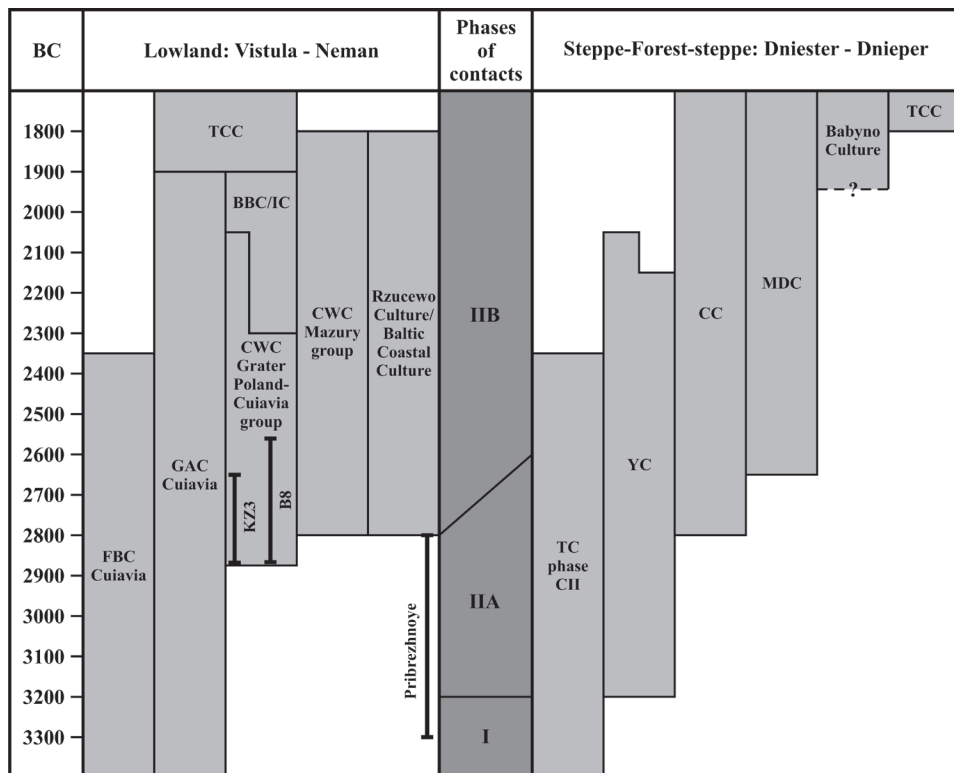 BC
Lowland: Vistula - Neman
Phases
of
contacts
Steppe-Forest-steppe: Dniester - Dnieper
1800
1900
2000
2100
2200
2300
2400
2500
2600
2700
2800
2900
3000
3100
3200
3300
FBC
Cuiavia
TCC
GAC
Cuiavia
BBC/IC
CWC
Grater
Poland-
Cuiavia
group
KZ3
B8
CWC
Mazury
group
Rzucewo
Culture/
Baltic
Coastal
Culture
Pribrezhnoye
IIB
IIA
I
TC
phase
CII
YC
CC
MDC
Babyno
Culture
?
TCC